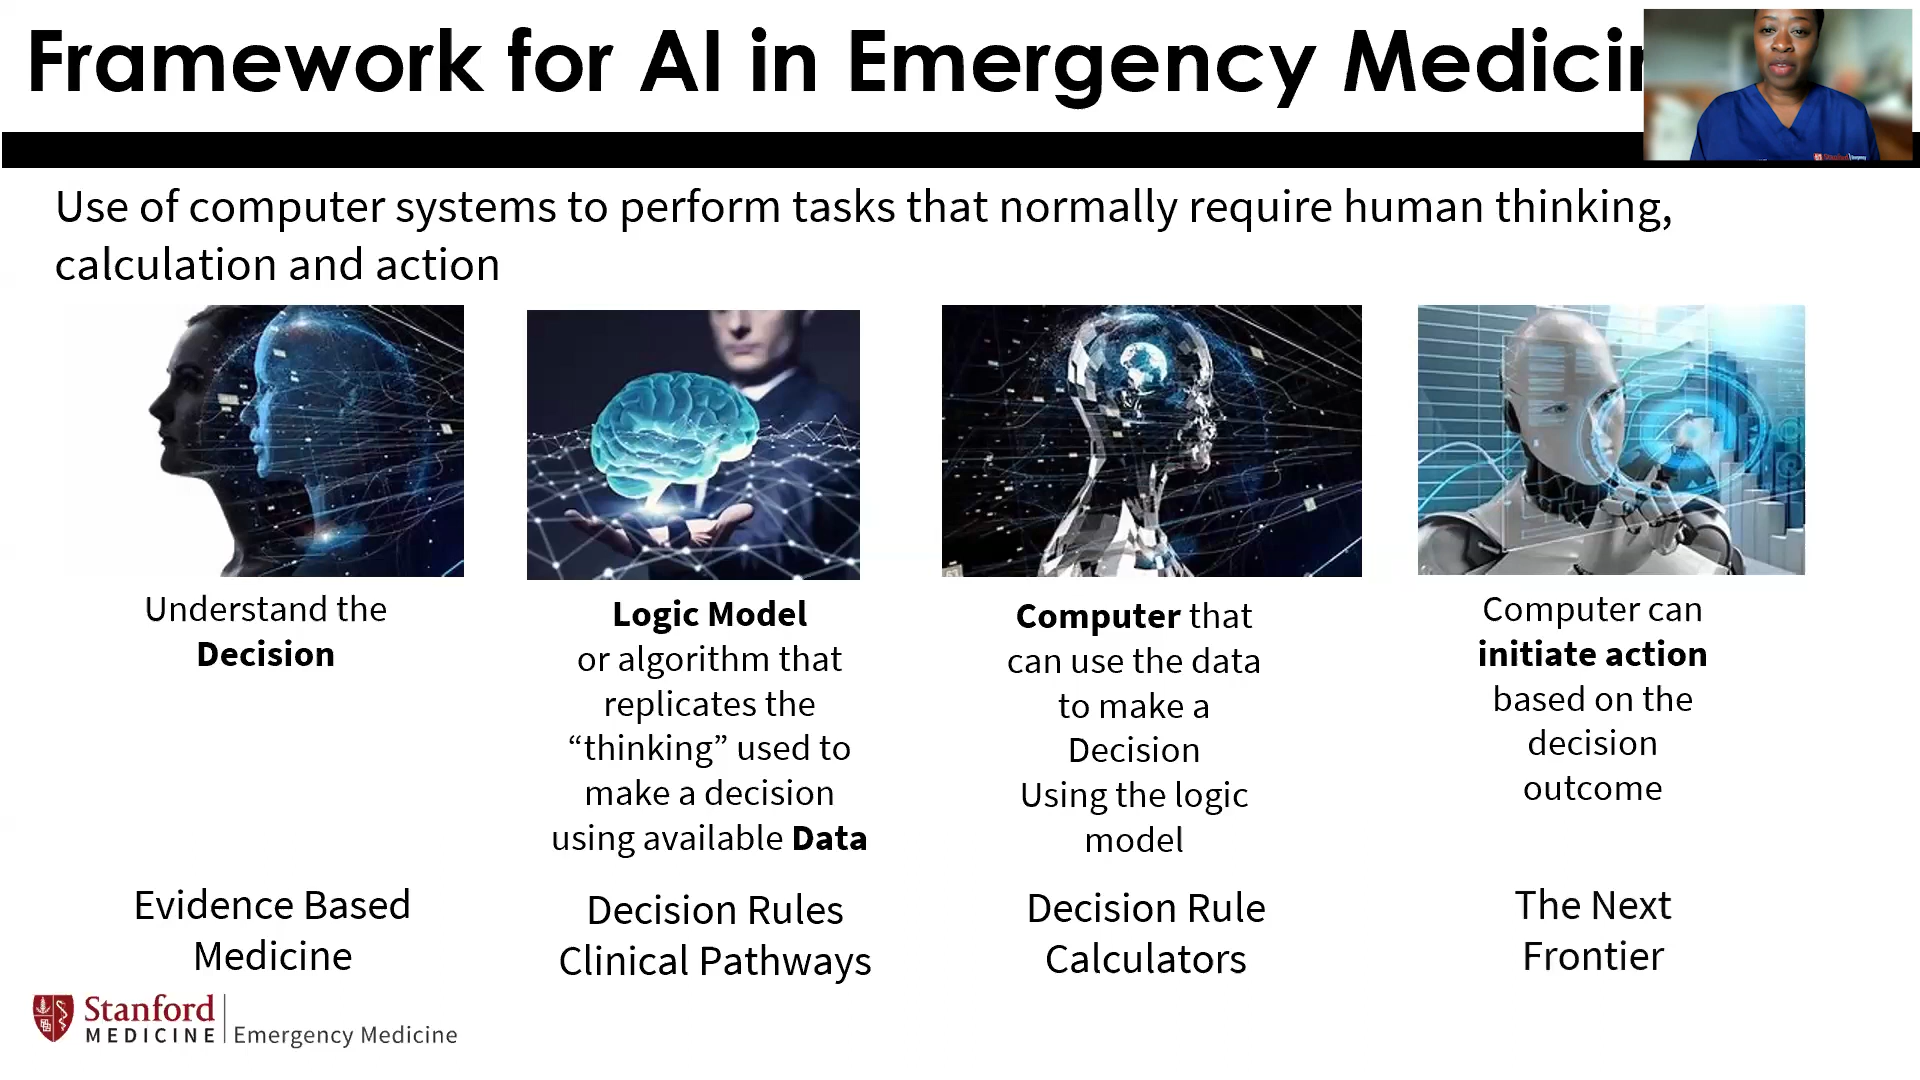 Framework for AI in Emergency
Use of computer systems to perform tasks that normally require human thinking,
calculation and action
Understand the
Decision
Logic Model
or algorithm that
replicates the
“thinking” used to
make a decision
using available Data
Computer that
can use the data
to make a
Decision
Using the logic
model
Computer can
initiate action
based on the
decision
outcome
Evidence Based
Medicine
Decision Rules
Clinical Pathways
Decision Rule
Calculators
The Next
Frontier
Stanford
MEDICINE
Emergency Medicine